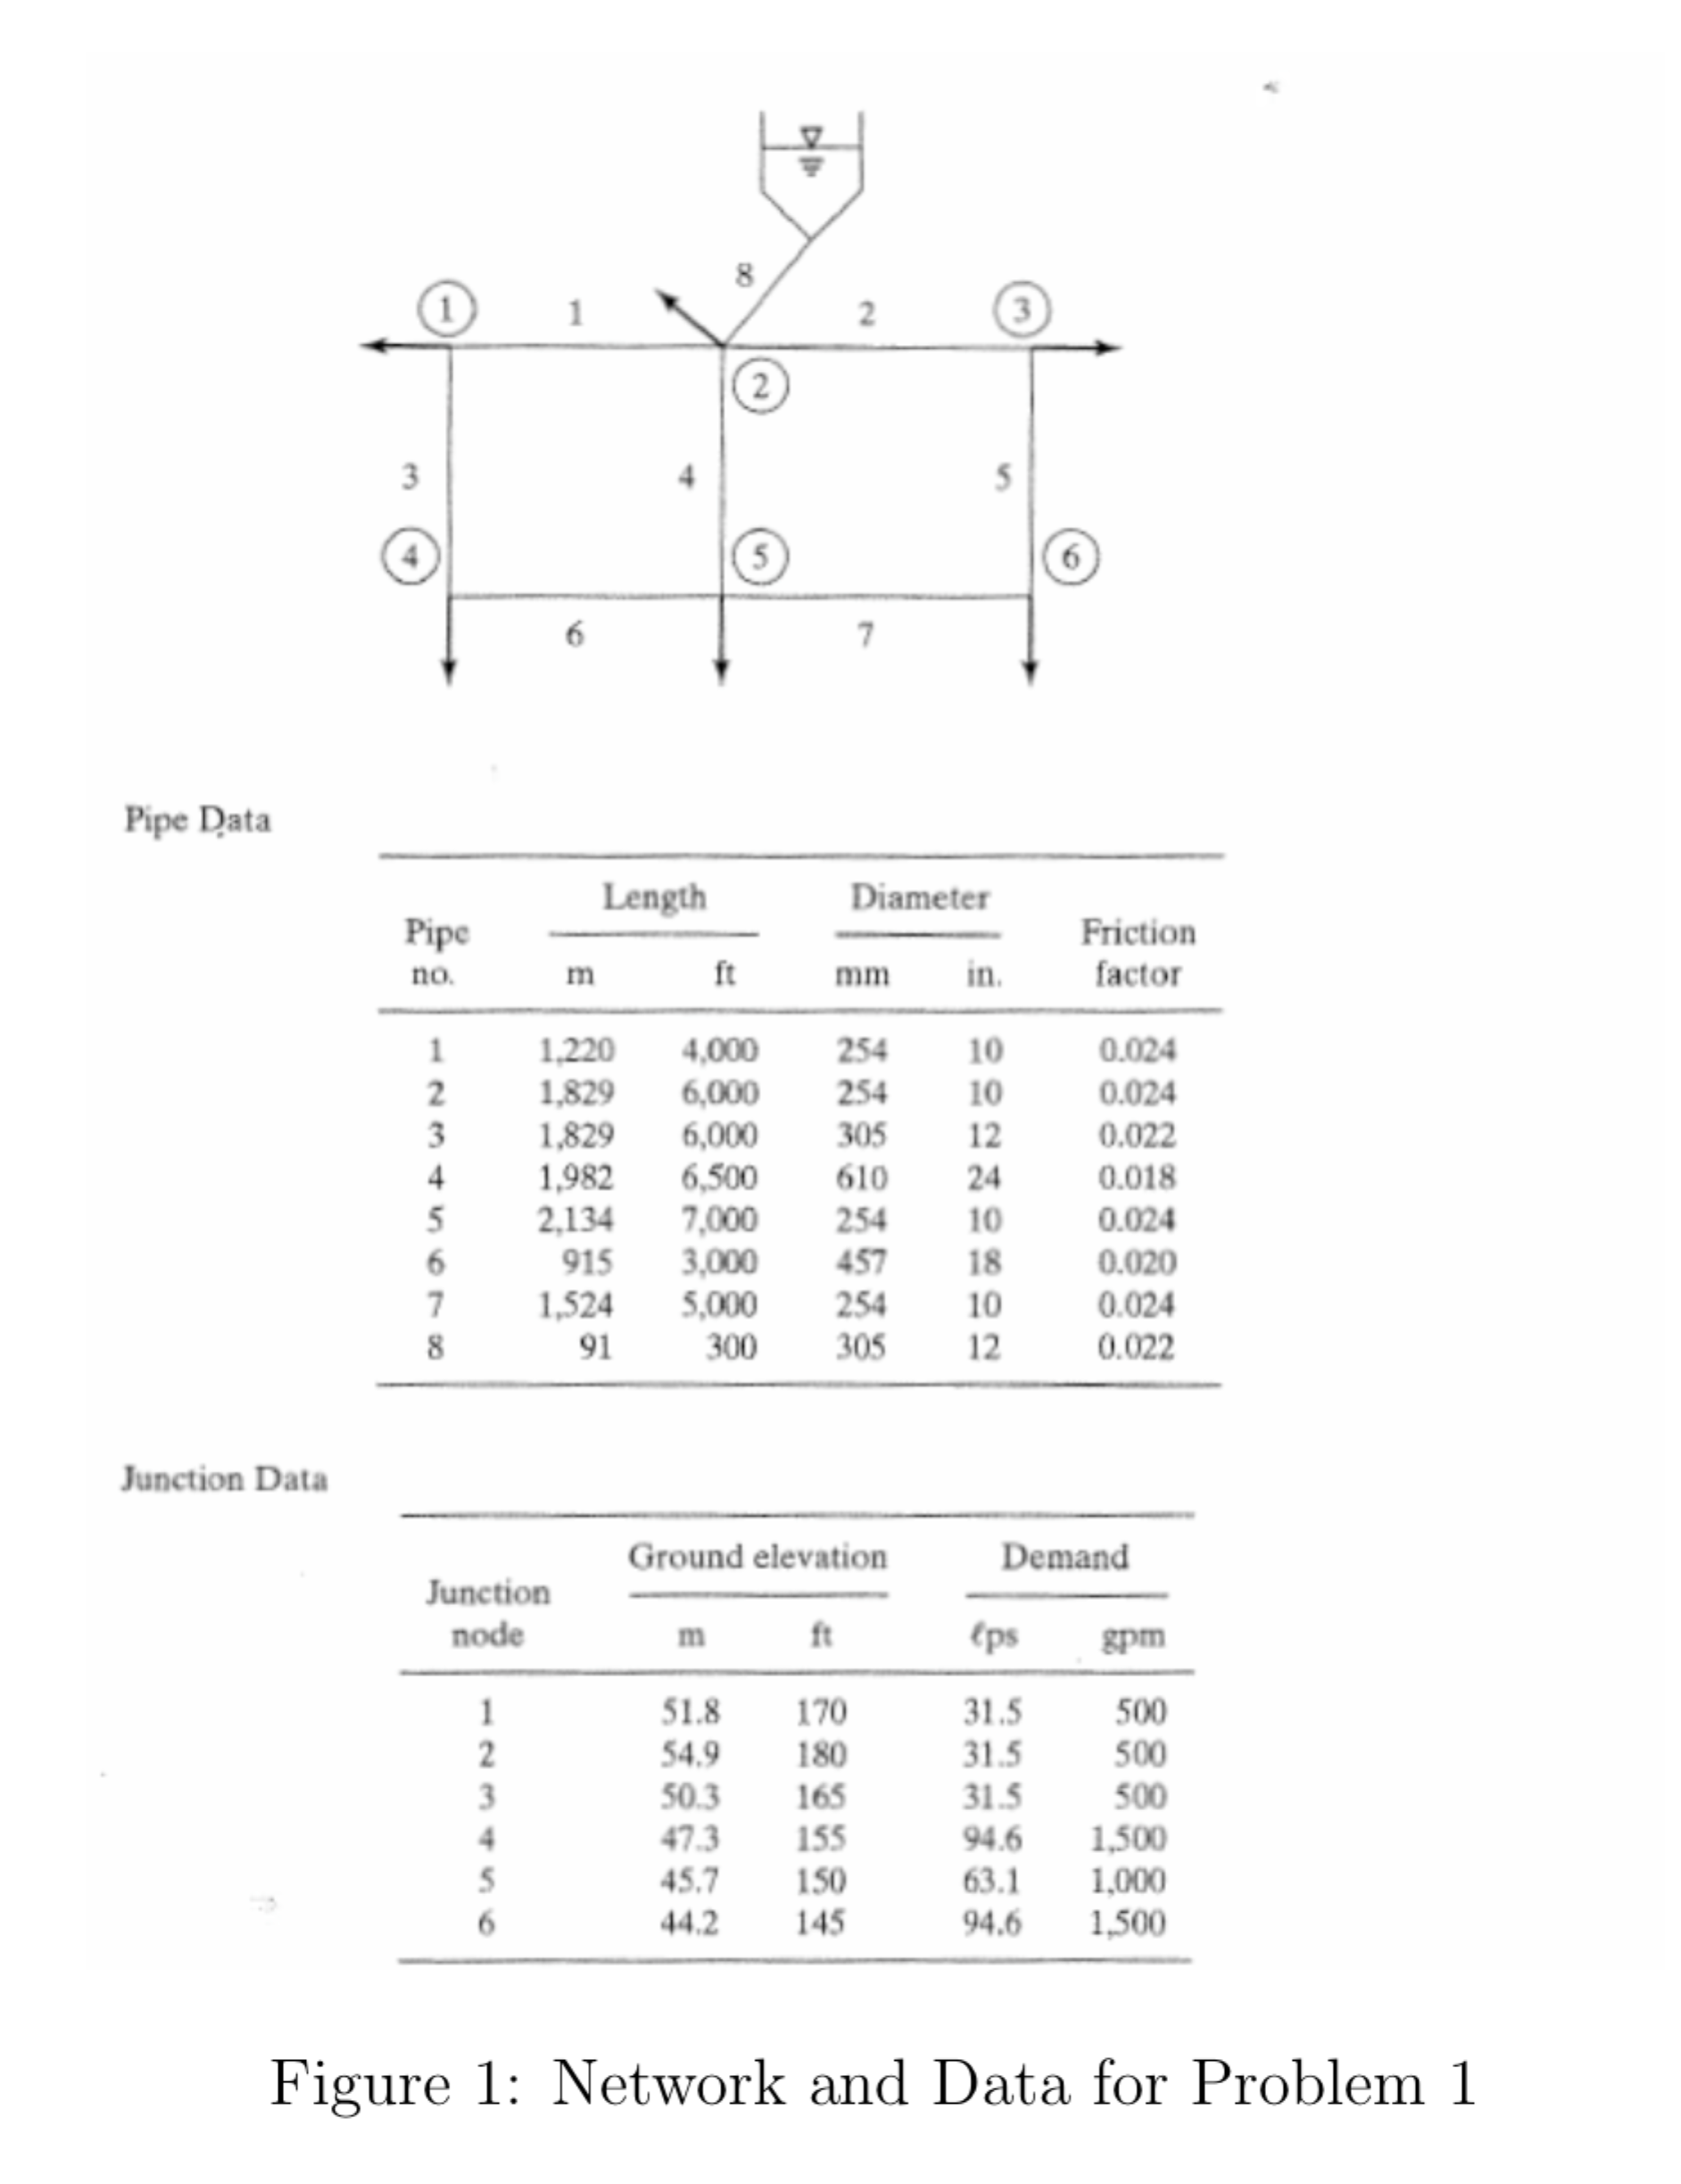 8
1 1 2 3
2
3 4 5
4 5 6
6 7
Pipe Data
Length Diameter
Pipe Friction
no. m ft mm in. factor
1 1,220 4,000 254 10 0.024
2 1,829 6,000 254 10 0.024
3 1,829 6,000 305 12 0.022
4 1,982 6,500 610 24 0.018
5 2,134 7,000 254 10 0.024
6 915 3,000 457 18 0.020
7 1,524 5,000 254 10 0.024
8 91 300 305 12 0.022
Junction Data
Ground elevation Demand
Junction
node m ft ℓps gpm
1 51.8 170 31.5 500
2 54.9 180 31.5 500
3 50.3 165 31.5 500
4 47.3 155 94.6 1,500
5 45.7 150 63.1 1,000
6 44.2 145 94.6 1,500
Figure 1: Network and Data for Problem 1